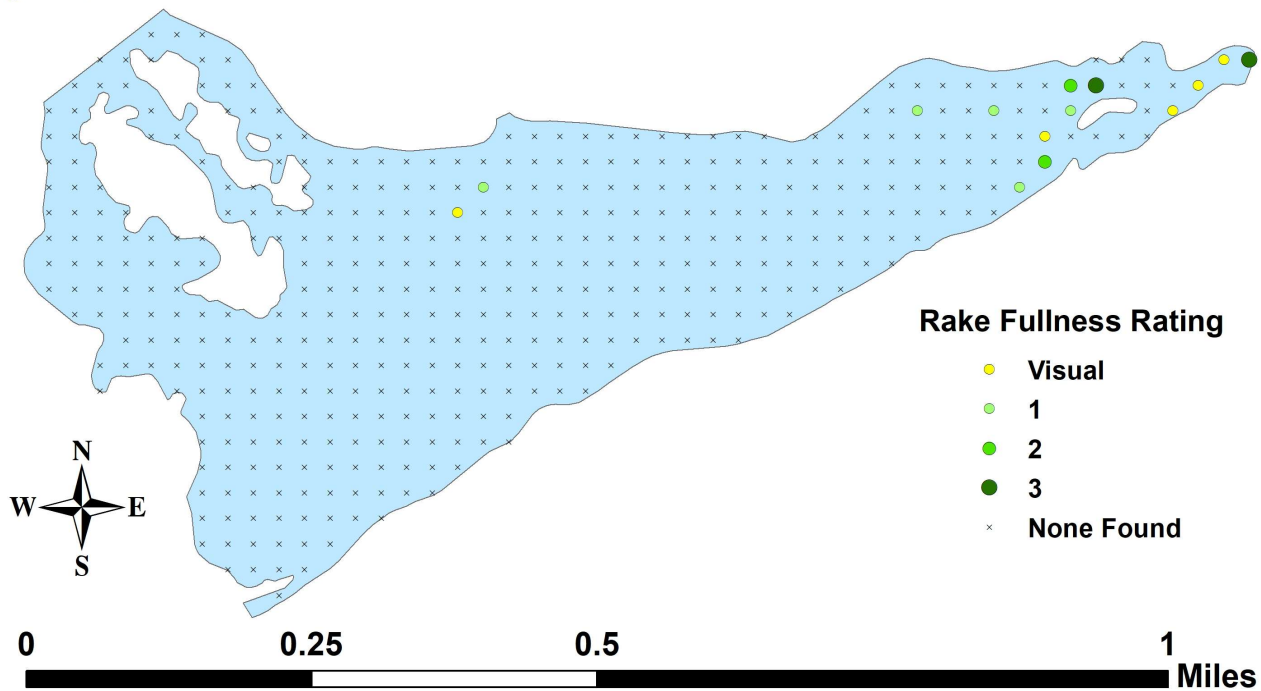 Rake Fullness Rating
Visual
1
2
3
None Found
N
W E
S
0 0.25 0.5 1
Miles